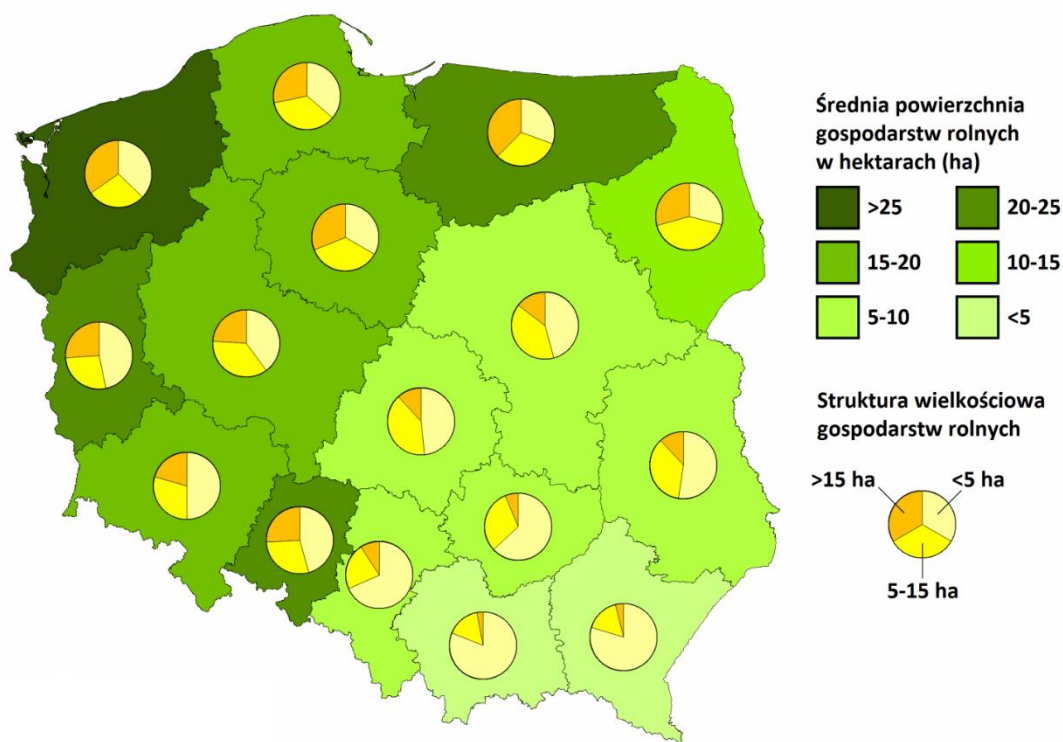 Średnia powierzchnia
gospodarstw rolnych
w hektarach (ha)
>25
20-25
15-20
10-15
5-10
<5
Struktura wielkościowa
gospodarstw rolnych
>15 ha
<5 ha
5-15 ha